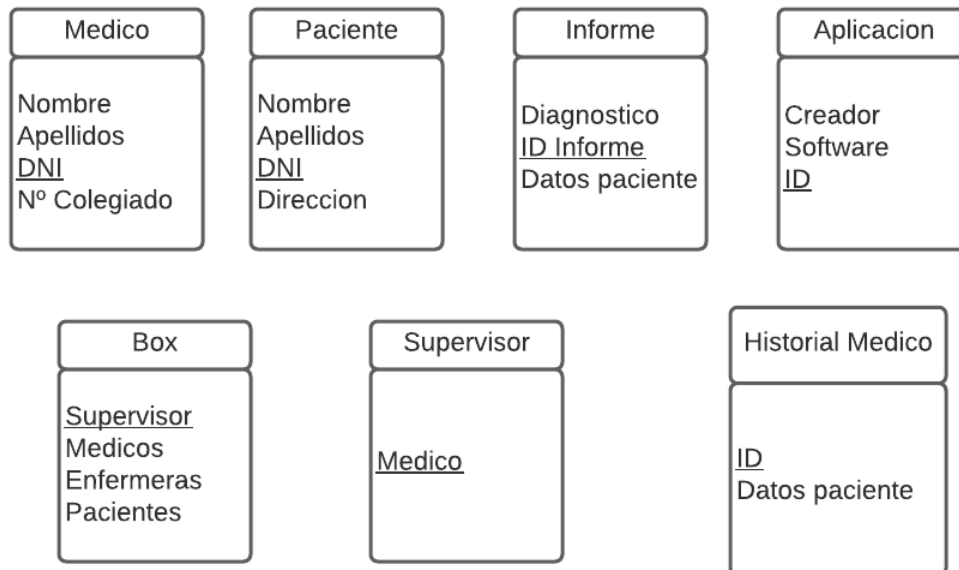 Medico
Nombre
Apellidos
DNI
Nº Colegiado
Paciente
Nombre
Apellidos
DNI
Direccion
Informe
Diagnostico
ID Informe
Datos paciente
Aplicacion
Creador
Software
ID
Box
Supervisor
Medicos
Enfermeras
Pacientes
Supervisor
Medico
Historial Medico
ID
Datos paciente